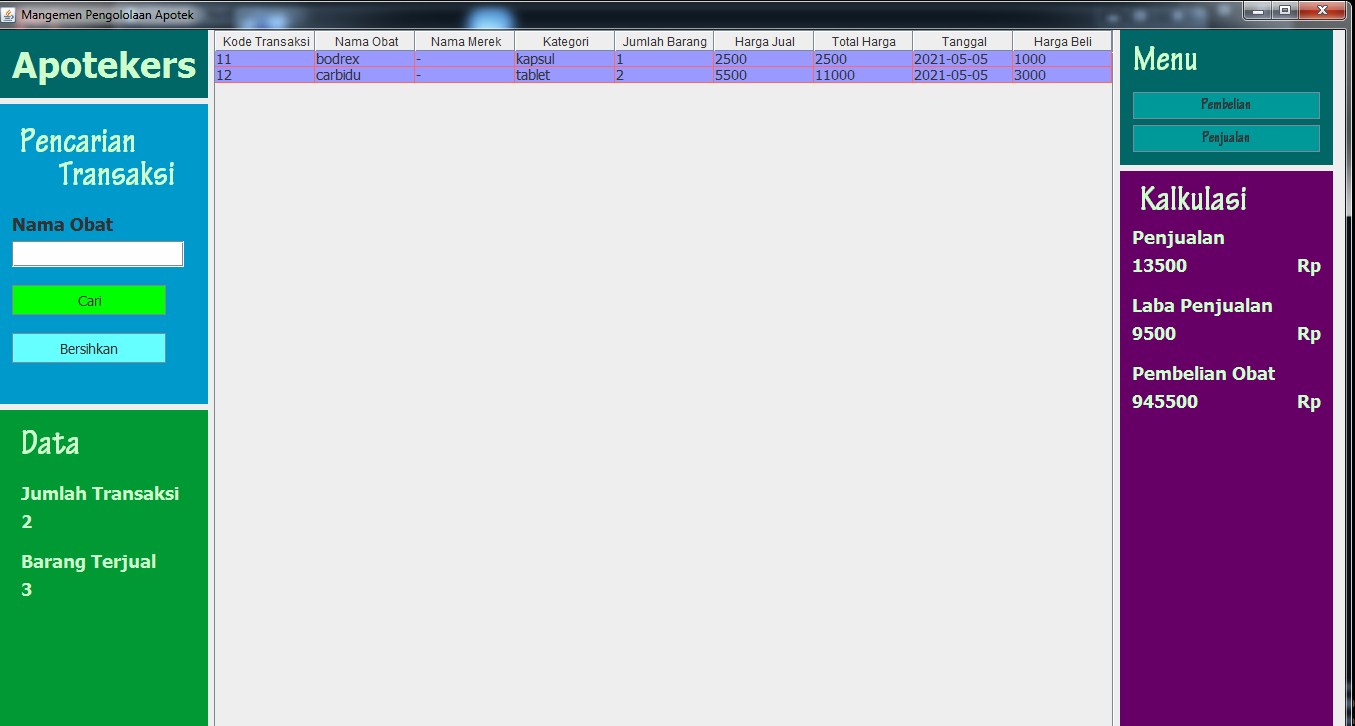 Mangemen Pengololaan Apotek
Apotekers
Pencarian
Transaksi
Nama Obat
Cari
Bersihkan
Data
Jumlah Transaksi
2
Barang Terjual
3
Kode Transaksi Nama Obat Nama Merek Kategori Jumlah Barang Harga Jual Total Harga Tanggal Harga Beli
11 bodrex - kapsul 1 2500 2500 2021-05-05 1000
12 carbidu - tablet 2 5500 11000 2021-05-05 3000
Menu
Pembelian
Penjualan
Kalkulasi
Penjualan
13500 Rp
Laba Penjualan
9500 Rp
Pembelian Obat
945500 Rp